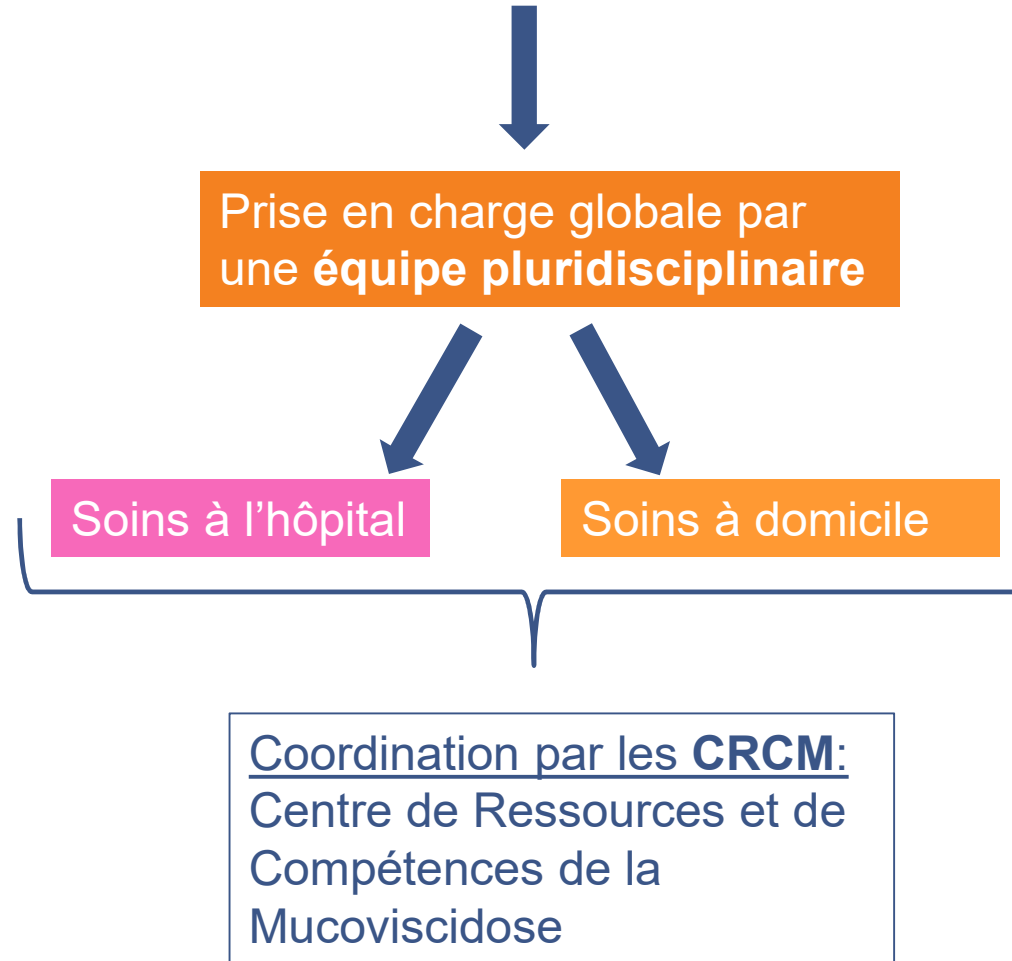 Prise en charge globale par
une équipe pluridisciplinaire
Soins à l’hôpital
Soins à domicile
Coordination par les CRCM:
Centre de Ressources et de
Compétences de la
Mucoviscidose